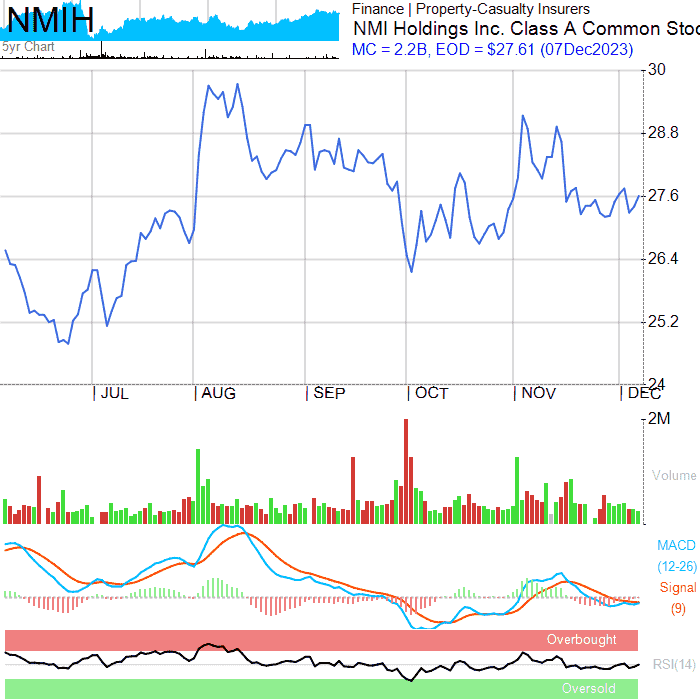 NMIH
5yr Chart
Finance | Property-Casualty Insurers
NMI Holdings Inc. Class A Common Stoc
MC = 2.2B, EOD = $27.61 (07Dec2023)
30
28.8
27.6
26.4
25.2
24
JUL
AUG
SEP
OCT
NOV
DEC
2M
Volume
MACD
(12-26)
Signal
(9)
Overbought
RSI(14)
Oversold